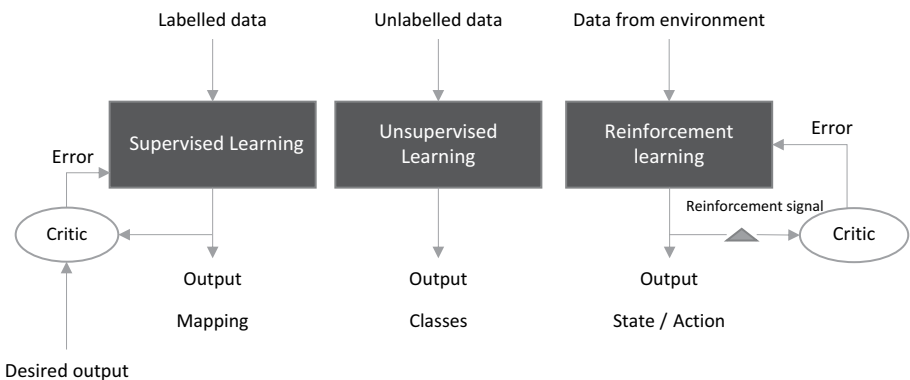 Labelled data
Unlabelled data
Data from environment
Supervised Learning
Unsupervised
Learning
Reinforcement
learning
Error
Error
Reinforcement signal
Critic
Critic
Output
Output
Output
Mapping
Classes
State / Action
Desired output